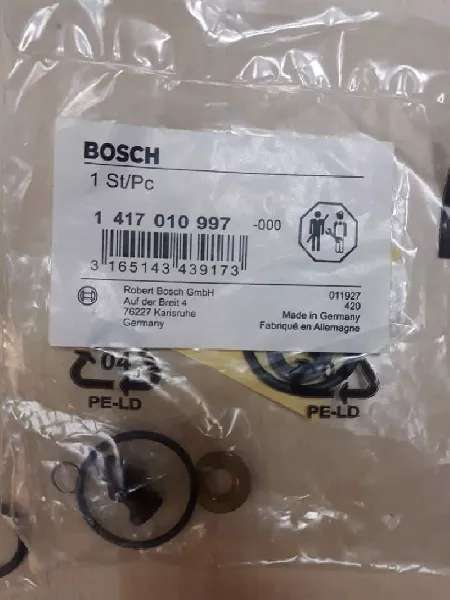 BOSCH
1 St/Pc
1 417 010 997 -000
3 165143 439173
Robert Bosch GmbH
Auf der Breit 4
76227 Karlsruhe
Germany
011927
420
Made in Germany
Fabriqué en Allemagne
04
PE-LD
PE-LD